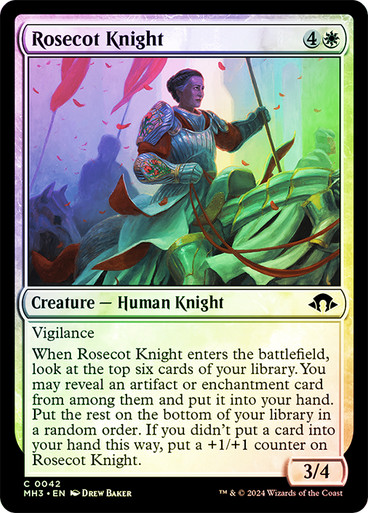 Rosecot Knight 4
Creature — Human Knight
Vigilance
When Rosecot Knight enters the battlefield,
look at the top six cards of your library. You
may reveal an artifact or enchantment card
from among them and put it into your hand.
Put the rest on the bottom of your library in
a random order. If you didn't put a card into
your hand this way, put a +1/+1 counter on
Rosecot Knight.
3/4
C 0042
MH3 • EN Drew Baker
™ & © 2024 Wizards of the Coast